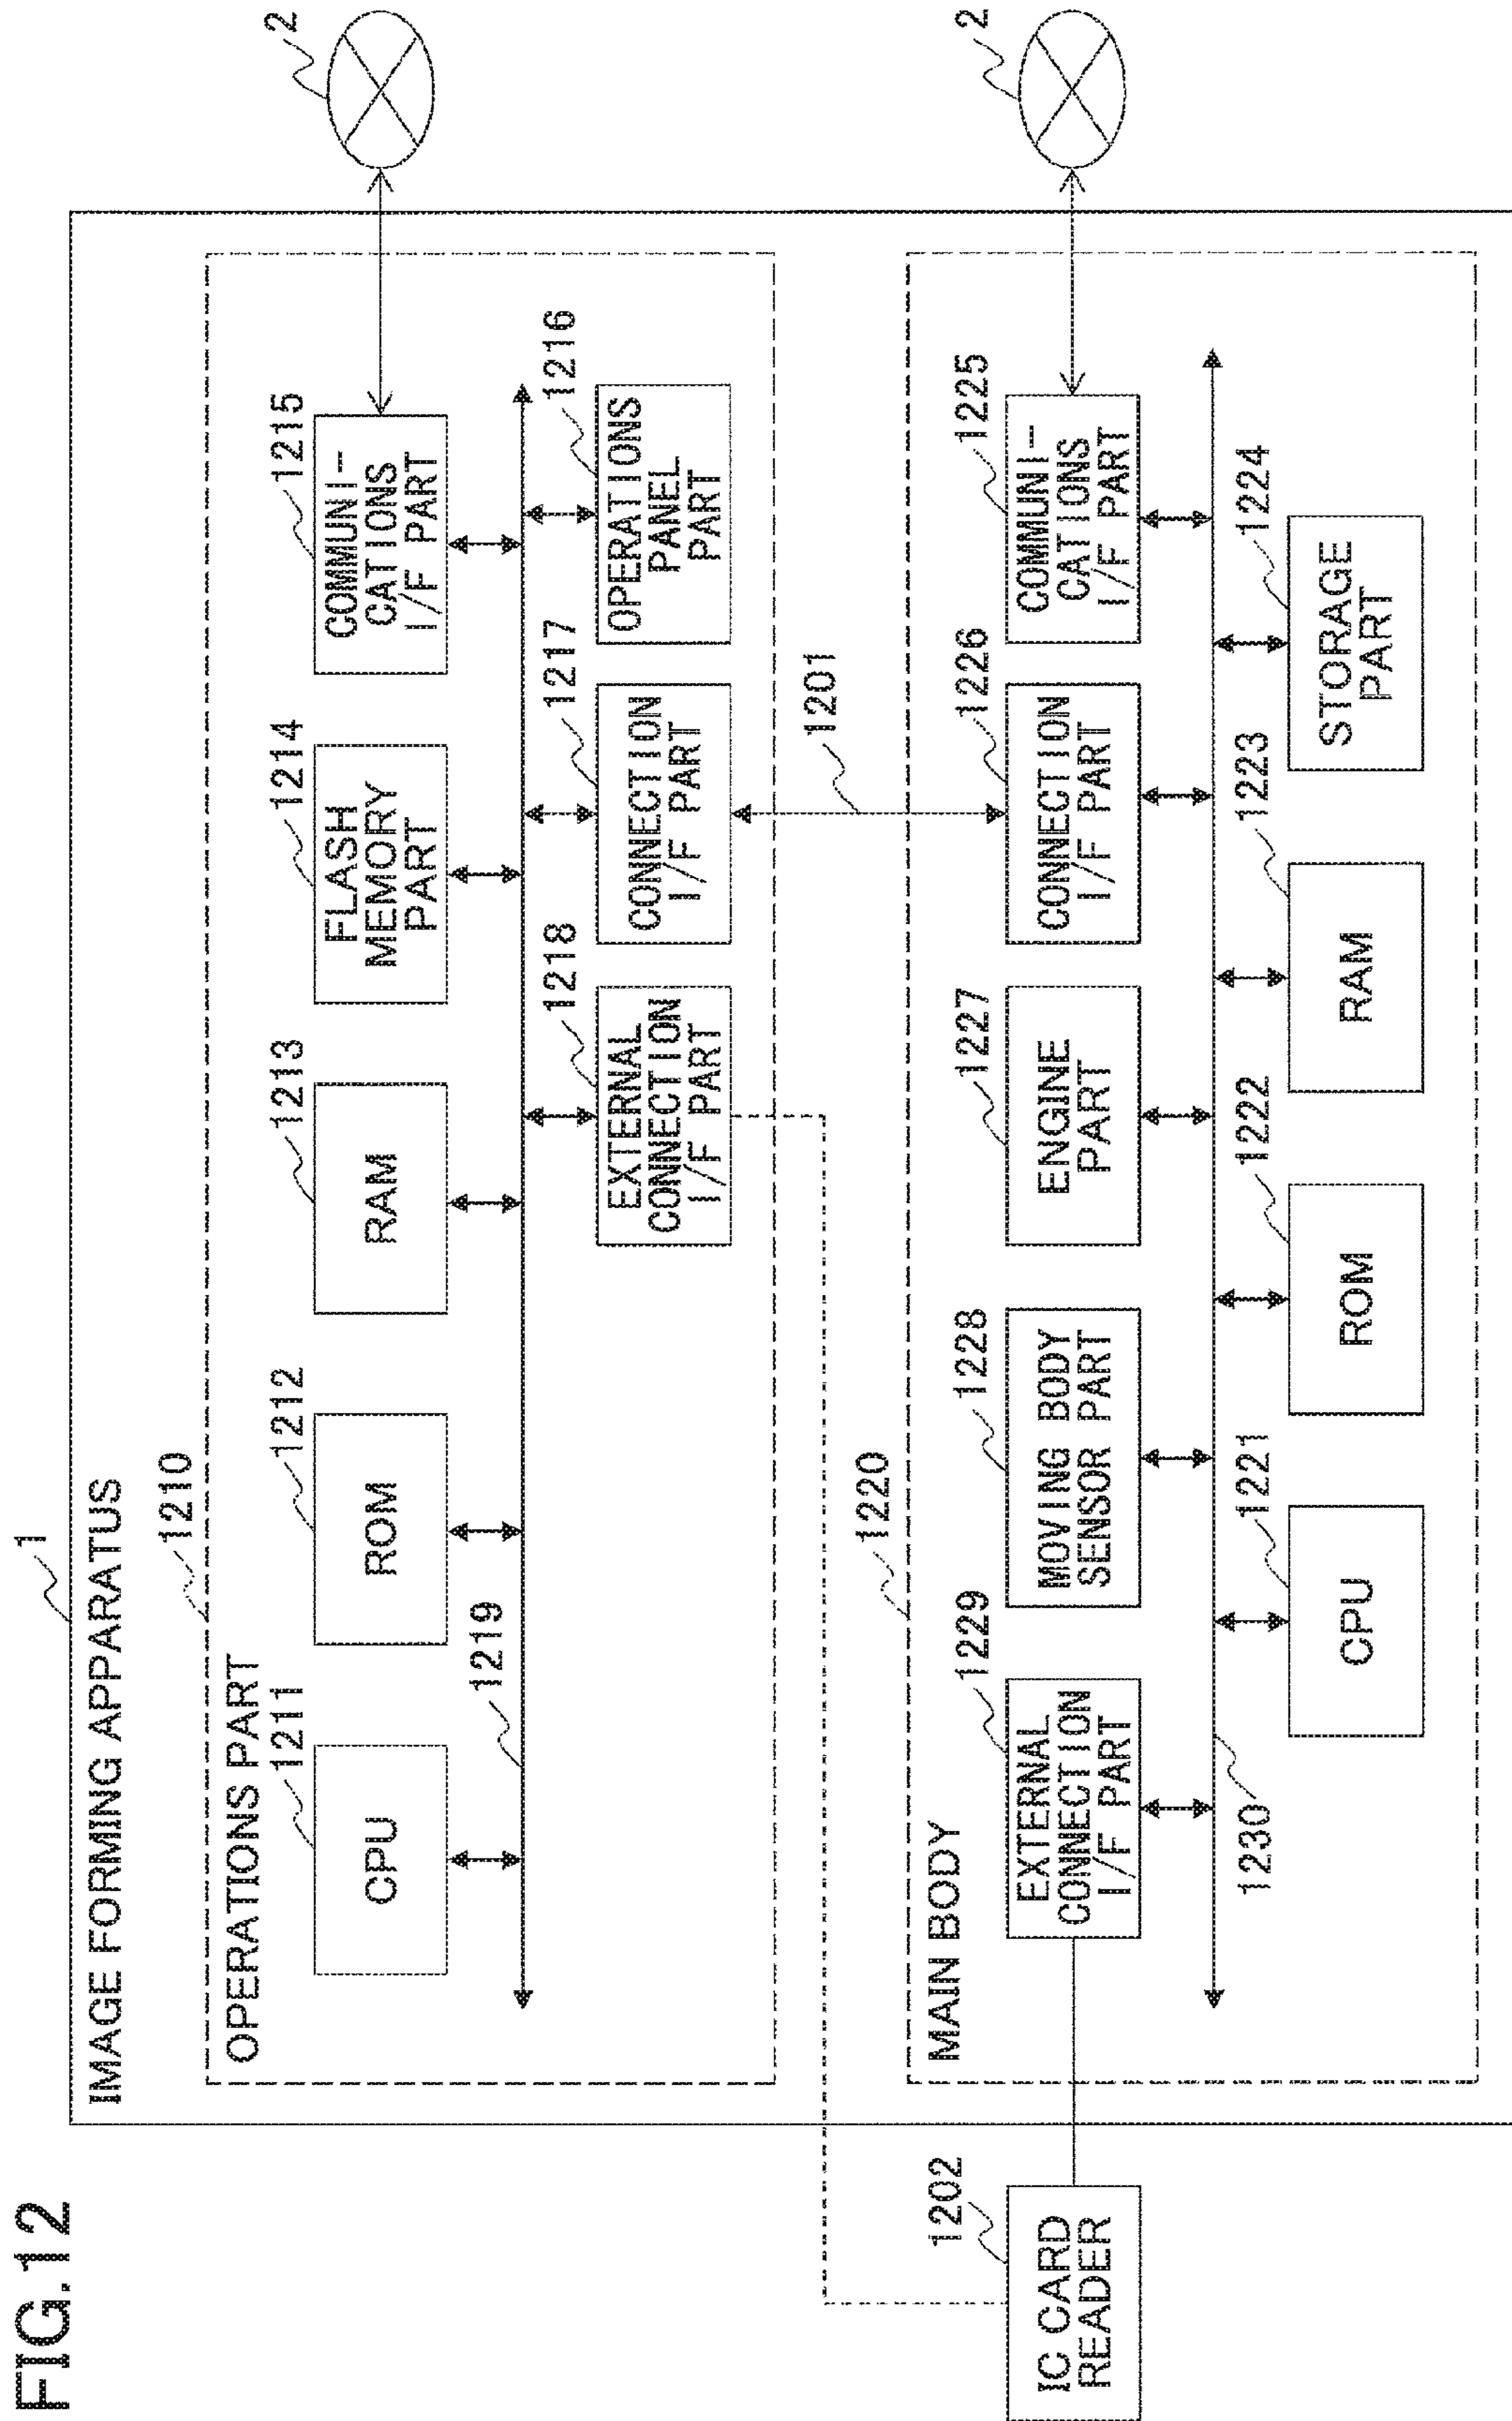 FIG.12
1
IMAGE FORMING APPARATUS
1210
OPERATIONS PART
1211
CPU
1212
ROM
1213
RAM
1214
FLASH
MEMORY
PART
1215
COMMUNI-
CATIONS
I/F PART
2
1219
1218
EXTERNAL
CONNECTION
I/F PART
1217
CONNECTION
I/F PART
1216
OPERATIONS
PANEL
PART
1201
1220
MAIN BODY
1202
IC CARD
READER
1229
EXTERNAL
CONNECTION
I/F PART
1228
MOVING BODY
SENSOR PART
1227
ENGINE
PART
1226
CONNECTION
I/F PART
1225
COMMUNI-
CATIONS
I/F PART
2
1230
1221
CPU
1222
ROM
1223
RAM
1224
STORAGE
PART